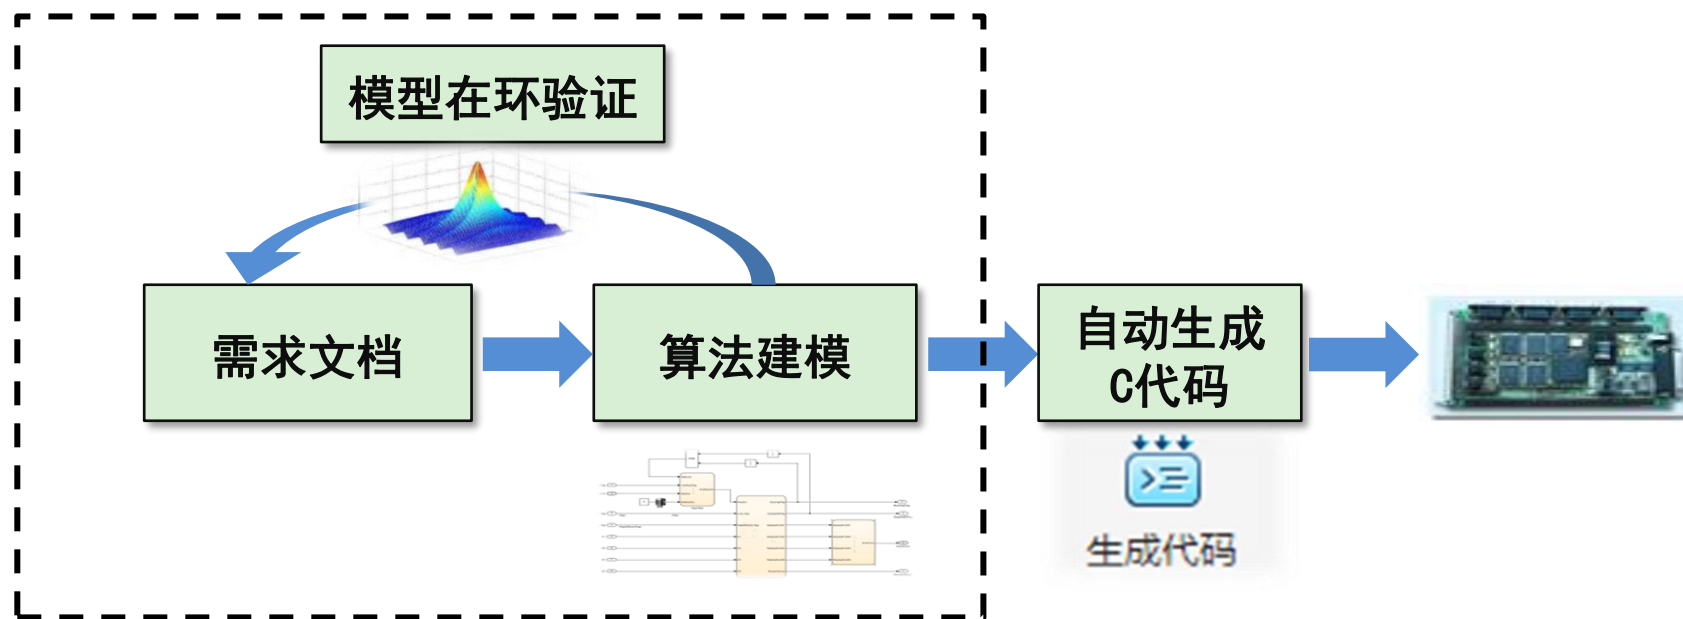 模型在环验证
需求文档
算法建模
自动生成
C代码
生成代码